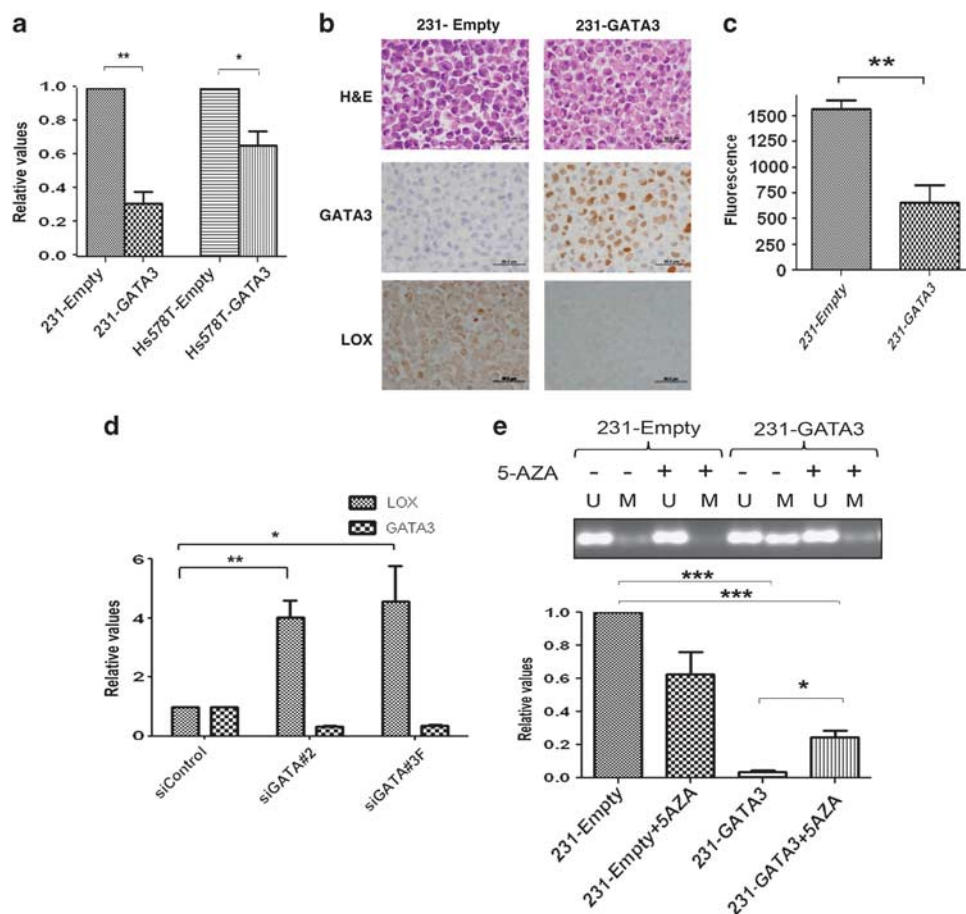 a
**
*
1.0
0.8
0.6
0.4
0.2
0.0
Relative values
231-Empty
231-GATA3
Hs578T-Empty
Hs578T-GATA3
b
231- Empty
231-GATA3
H&E
GATA3
LOX
c
**
1500
1250
1000
750
500
250
0
Fluorescence
231-Empty
231-GATA3
d
LOX
GATA3
*
**
6
4
2
0
Relative values
siControl
siGATA#2
siGATA#3F
e
231-Empty
231-GATA3
5-AZA
- - + + - - + +
U M U M U M U M
***
***
*
1.0
0.8
0.6
0.4
0.2
0.0
Relative values
231-Empty
231-Empty+5AZA
231-GATA3
231-GATA3+5AZA